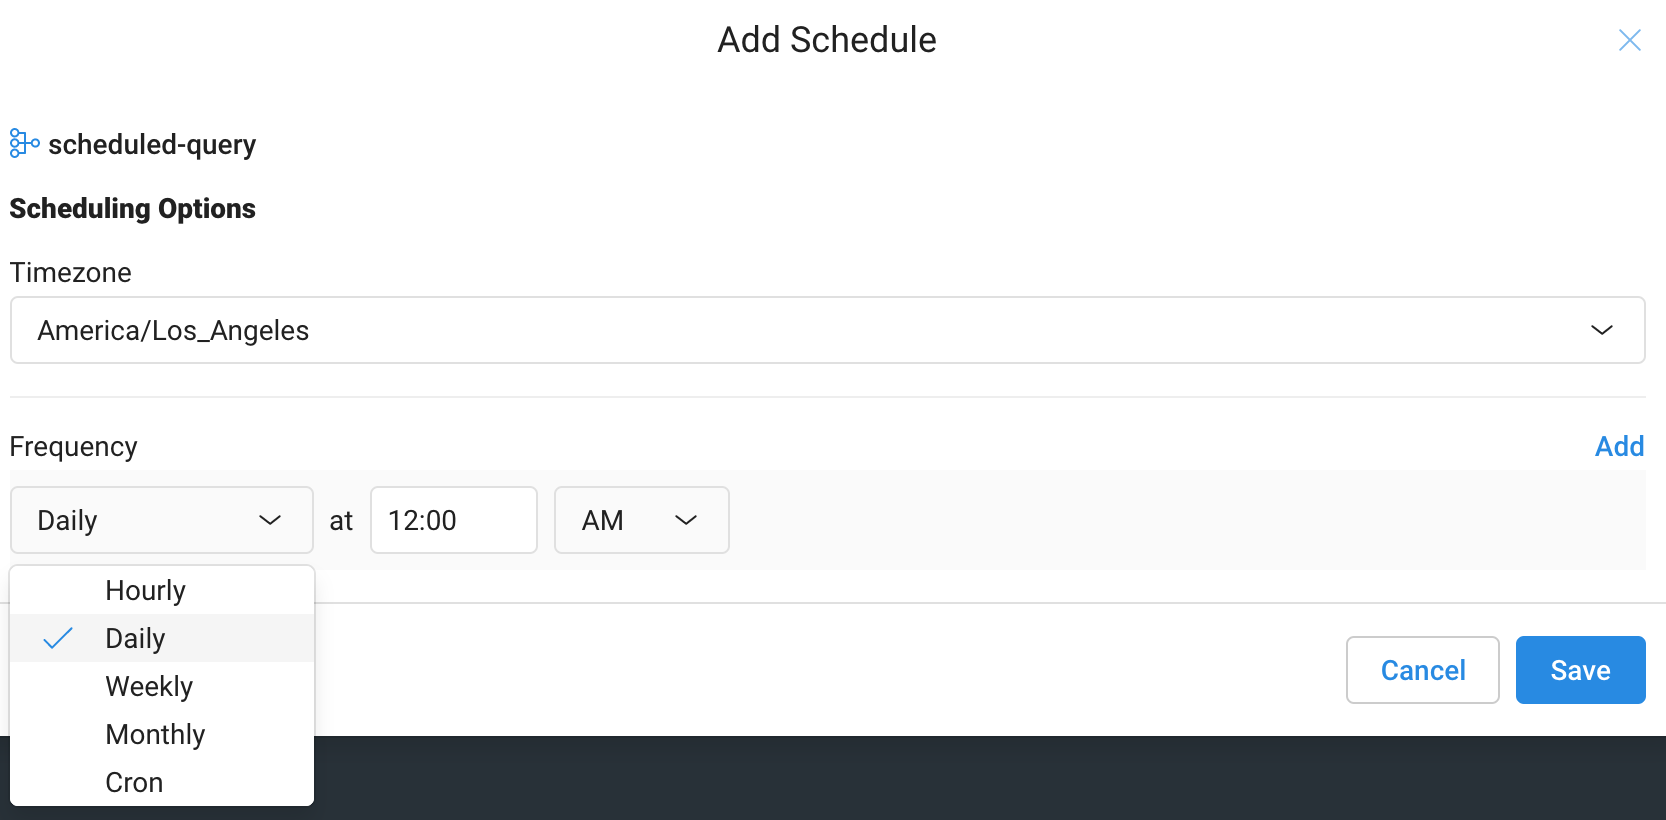 Add Schedule
scheduled-query
Scheduling Options
Timezone
America/Los_Angeles
Frequency Add
Daily at 12:00 AM
Hourly
Daily
Weekly
Monthly
Cron
Cancel Save